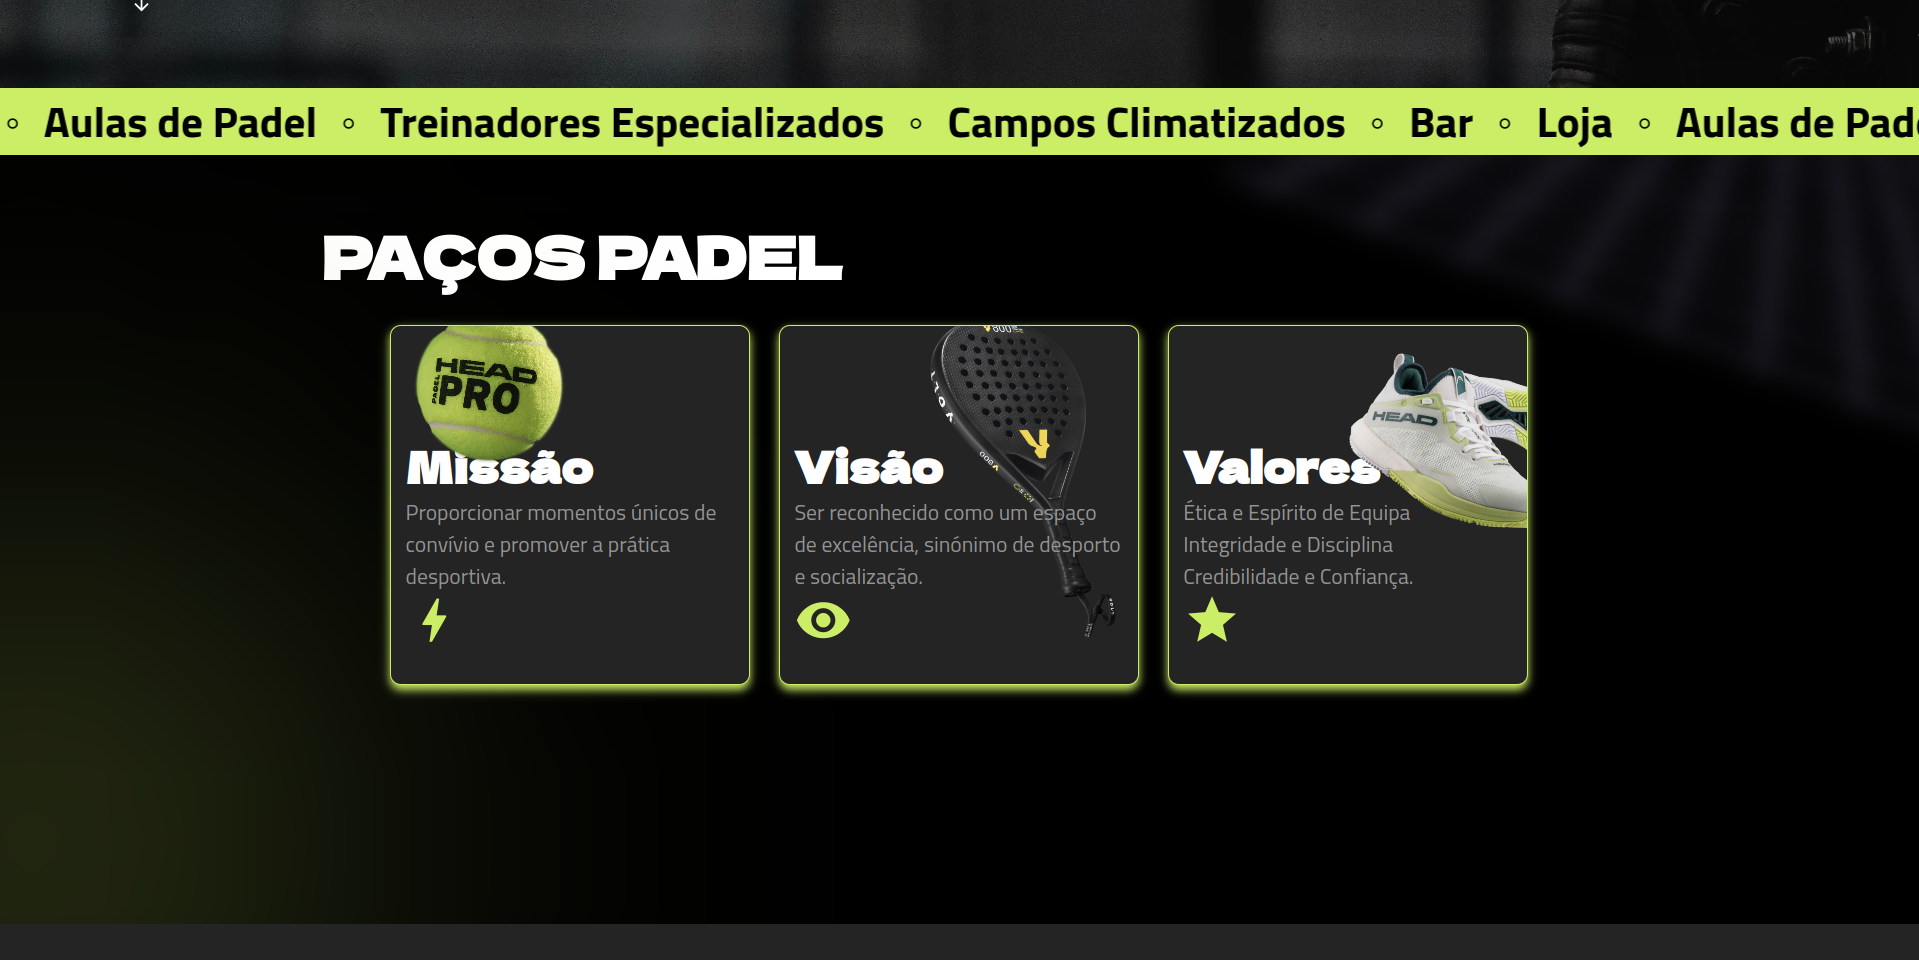 Aulas de Padel ◦ Treinadores Especializados ◦ Campos Climatizados ◦ Bar ◦ Loja ◦ Aulas de Pade
PAÇOS PADEL
HEAD
PADEL
PRO
Missão
Proporcionar momentos únicos de
convívio e promover a prática
desportiva.
V800
Visão
Ser reconhecido como um espaço
de excelência, sinónimo de desporto
e socialização.
HEAD
Valores
Ética e Espírito de Equipa
Integridade e Disciplina
Credibilidade e Confiança.